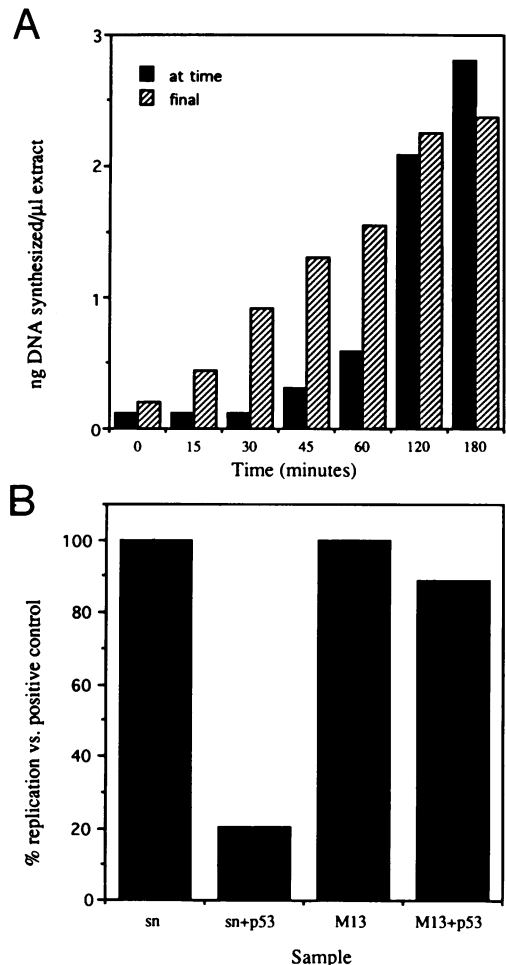 A
3
at time
final
2
1
0
ng DNA synthesized/µl extract
0 15 30 45 60 120 180
Time (minutes)
B
100
80
60
40
20
0
% replication vs. positive control
sn sn+p53 M13 M13+p53
Sample